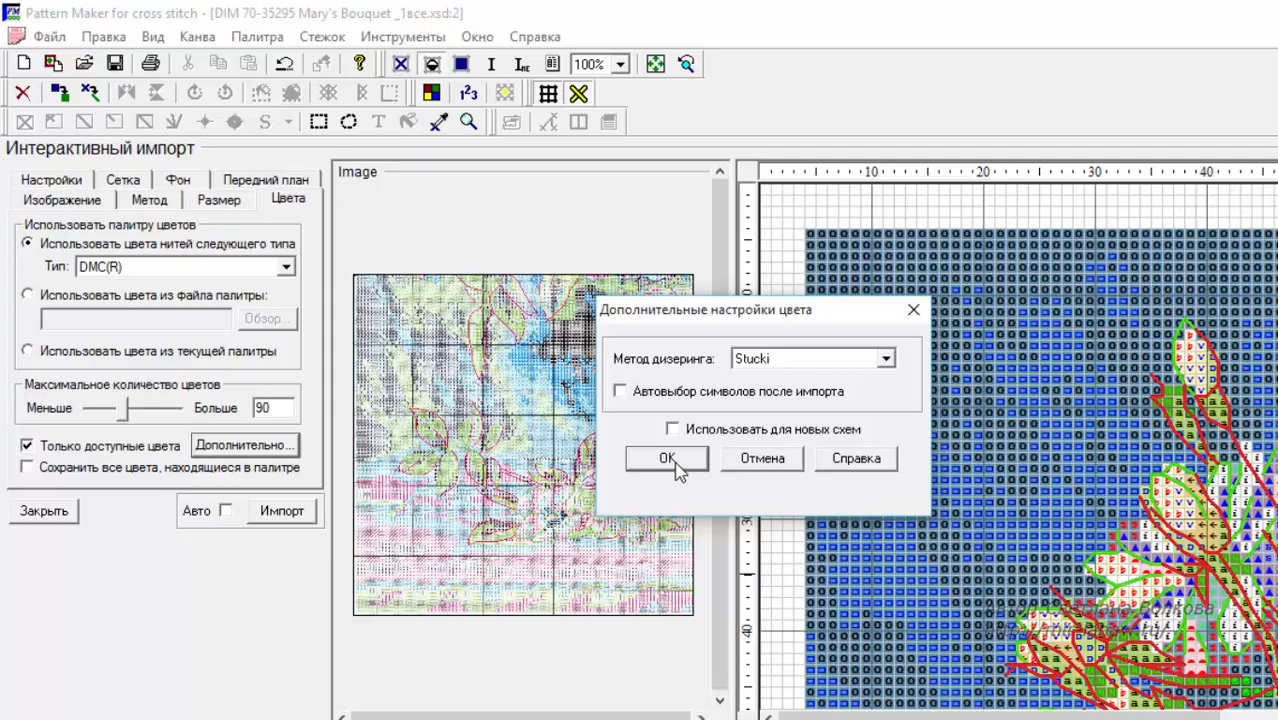 Pattern Maker for cross stitch - [DIM 70-35295 Mary's Bouquet _1все.xsd:2]
Файл Правка Вид Канва Палитра Стежок Инструменты Окно Справка
100%
Интерактивный импорт
Настройки Сетка Фон Передний план
Изображение Метод Размер Цвета
Использовать палитру цветов
Использовать цвета нитей следующего типа
Тип: DMC(R)
Использовать цвета из файла палитры:
Обзор...
Использовать цвета из текущей палитры
Максимальное количество цветов
Меньше Больше 90
Только доступные цвета Дополнительно...
Сохранить все цвета, находящиеся в палитре
Закрыть Авто Импорт
Image
10 20 30 40
Дополнительные настройки цвета
Метод дизеринга: Stucki
Автовыбор символов после импорта
Использовать для новых схем
OK Отмена Справка
30
40